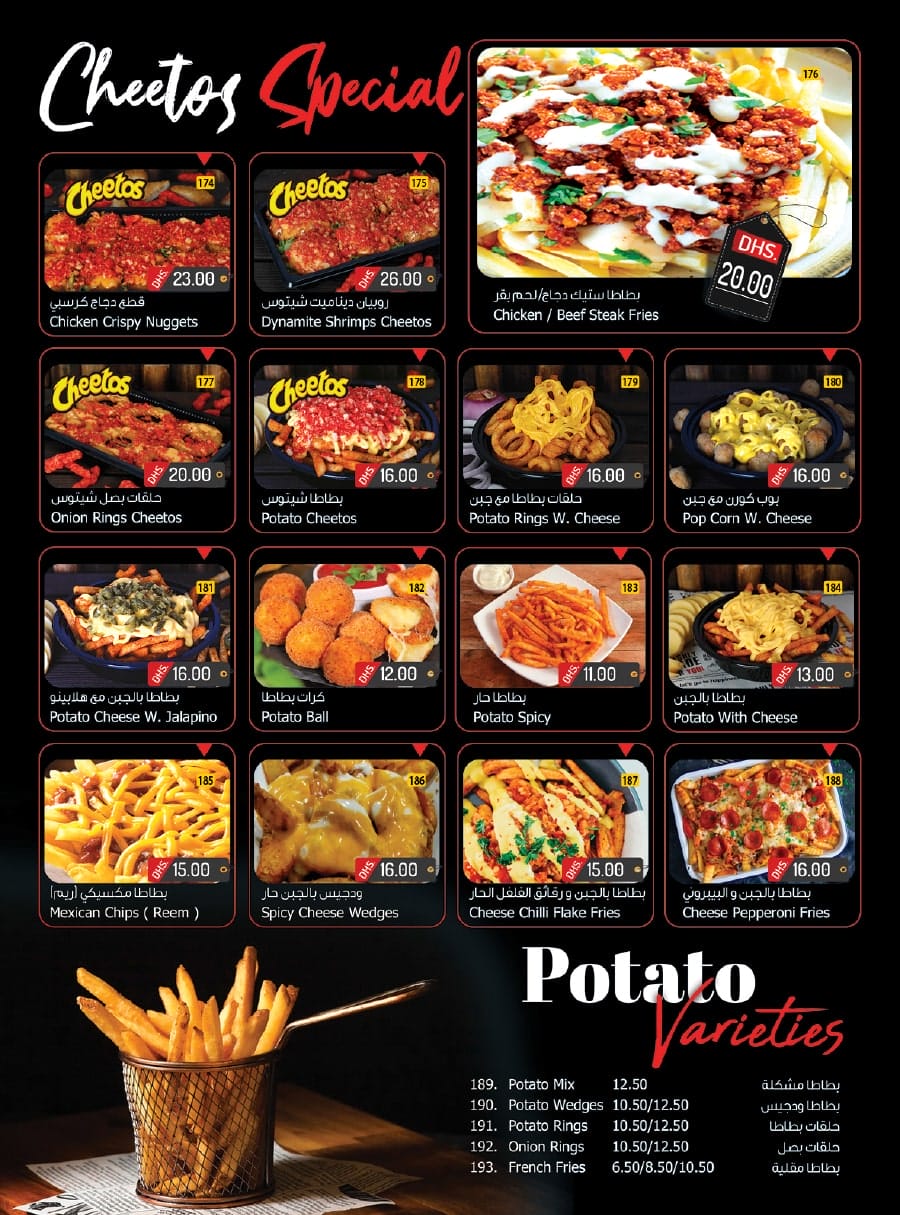 Cheetos Special
Cheetos
174
DHS. 23.00
قطع دجاج كرسبي
Chicken Crispy Nuggets
Cheetos
175
DHS. 26.00
روبيان ديناميت شيتوس
Dynamite Shrimps Cheetos
176
DHS.
20.00
بطاطا ستيك دجاج/لحم بقر
Chicken / Beef Steak Fries
Cheetos
177
DHS. 20.00
حلقات بصل شيتوس
Onion Rings Cheetos
Cheetos
178
DHS. 16.00
بطاطا شيتوس
Potato Cheetos
179
DHS. 16.00
حلقات بطاطا مع جبن
Potato Rings W. Cheese
180
DHS. 16.00
بوب كورن مع جبن
Pop Corn W. Cheese
181
DHS. 16.00
بطاطا بالجبن مع هلابينو
Potato Cheese W. Jalapino
182
DHS. 12.00
كرات بطاطا
Potato Ball
183
DHS. 11.00
بطاطا حار
Potato Spicy
184
DHS. 13.00
بطاطا بالجبن
Potato With Cheese
185
DHS. 15.00
بطاطا مكسيكي (ريم)
Mexican Chips ( Reem )
186
DHS. 16.00
ودجيس بالجبن حار
Spicy Cheese Wedges
187
DHS. 15.00
بطاطا بالجبن و رقائق الفلفل الحار
Cheese Chilli Flake Fries
188
DHS. 16.00
بطاطا بالجبن و البيبروني
Cheese Pepperoni Fries
Potato
Varieties
189. Potato Mix 12.50 بطاطا مشكلة
190. Potato Wedges 10.50/12.50 بطاطا ودجيس
191. Potato Rings 10.50/12.50 حلقات بطاطا
192. Onion Rings 10.50/12.50 حلقات بصل
193. French Fries 6.50/8.50/10.50 بطاطا مقلية